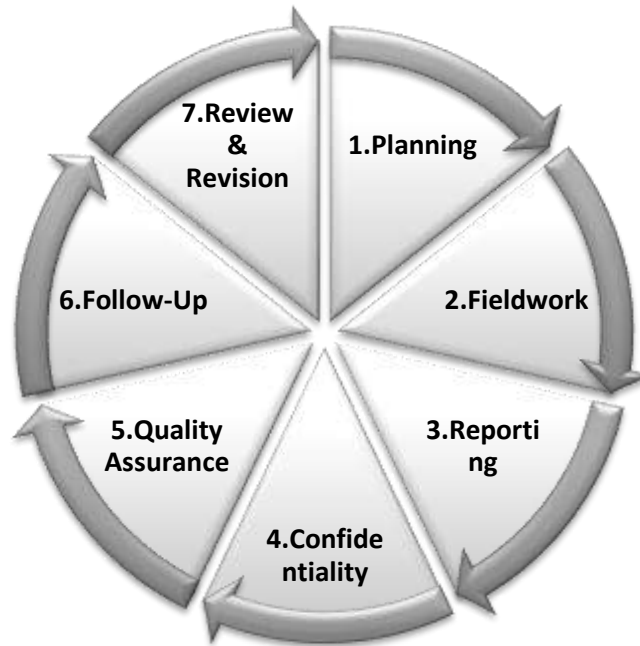 1.Planning
2.Fieldwork
3.Reporti
ng
4.Confide
ntiality
5.Quality
Assurance
6.Follow-Up
7.Review
&
Revision